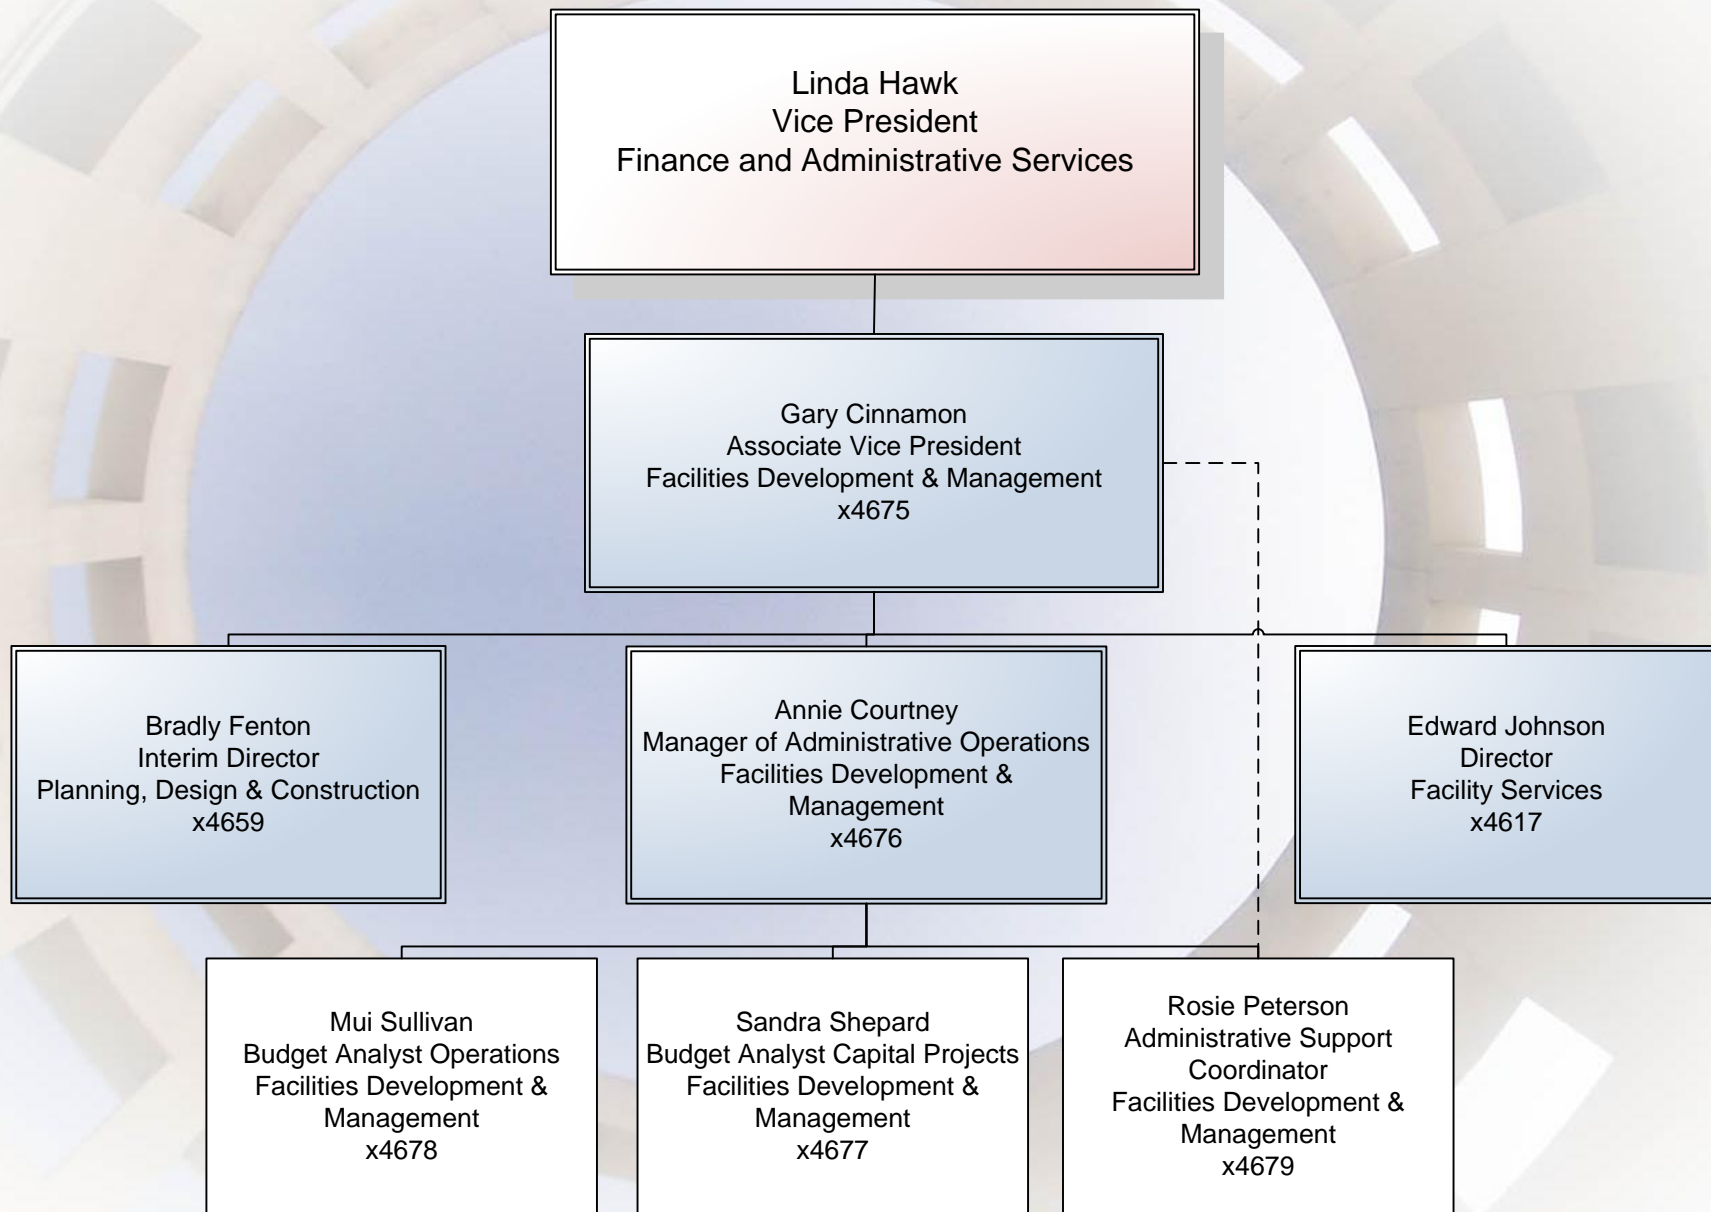 Linda Hawk
Vice President
Finance and Administrative Services
Gary Cinnamon
Associate Vice President
Facilities Development & Management
x4675
Bradly Fenton
Interim Director
Planning, Design & Construction
x4659
Annie Courtney
Manager of Administrative Operations
Facilities Development &
Management
x4676
Edward Johnson
Director
Facility Services
x4617
Mui Sullivan
Budget Analyst Operations
Facilities Development &
Management
x4678
Sandra Shepard
Budget Analyst Capital Projects
Facilities Development &
Management
x4677
Rosie Peterson
Administrative Support
Coordinator
Facilities Development &
Management
x4679